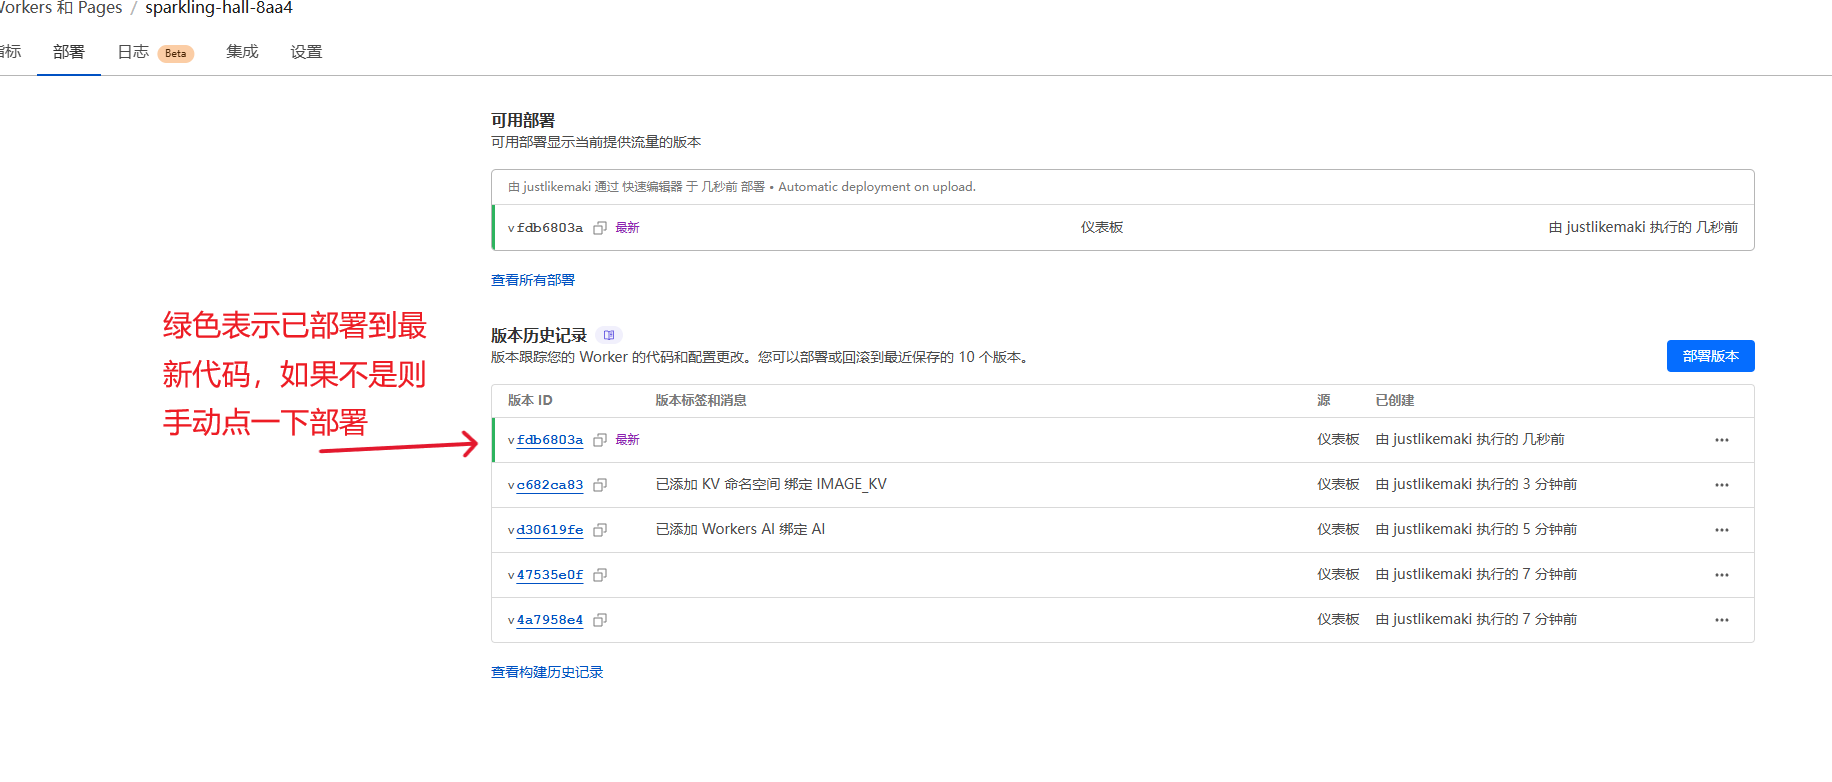 Workers 和 Pages / sparkling-hall-8aa4
指标 部署 日志 Beta 集成 设置
可用部署
可用部署显示当前提供流量的版本
由 justlikemaki 通过 快速编辑器 于 几秒前 部署 • Automatic deployment on upload.
v fdb6803a 最新 仪表板 由 justlikemaki 执行的 几秒前
查看所有部署
绿色表示已部署到最
新代码，如果不是则
手动点一下部署
版本历史记录
版本跟踪您的 Worker 的代码和配置更改。您可以部署或回滚到最近保存的 10 个版本。
部署版本
版本 ID 版本标签和消息 源 已创建
v fdb6803a 最新 仪表板 由 justlikemaki 执行的 几秒前 ...
v c682ca83 已添加 KV 命名空间 绑定 IMAGE_KV 仪表板 由 justlikemaki 执行的 3 分钟前 ...
v d30619fe 已添加 Workers AI 绑定 AI 仪表板 由 justlikemaki 执行的 5 分钟前 ...
v 47535e0f 仪表板 由 justlikemaki 执行的 7 分钟前 ...
v 4a7958e4 仪表板 由 justlikemaki 执行的 7 分钟前 ...
查看构建历史记录